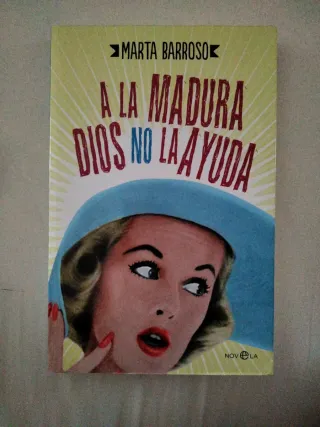 MARTA BARROSO
A LA MADURA
DIOS NO LA AYUDA
NOVELA